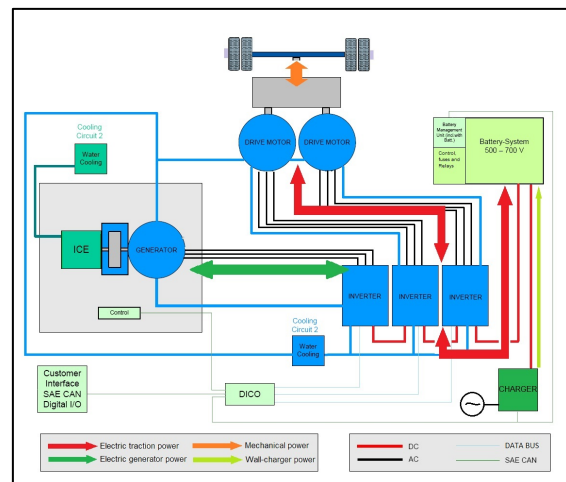 DRIVE MOTOR
DRIVE MOTOR
Battery
Management
Unit (incl.with
Batt.)
Control,
fuses and
Relays
Battery-System
500 – 700 V
Cooling
Circuit 2
Water
Cooling
ICE
GENERATOR
Control
INVERTER
INVERTER
INVERTER
Cooling
Circuit 2
Water
Cooling
Customer
Interface
SAE CAN
Digital I/O
DICO
CHARGER
Electric traction power
Mechanical power
Electric generator power
Wall-charger power
DC
DATA BUS
AC
SAE CAN